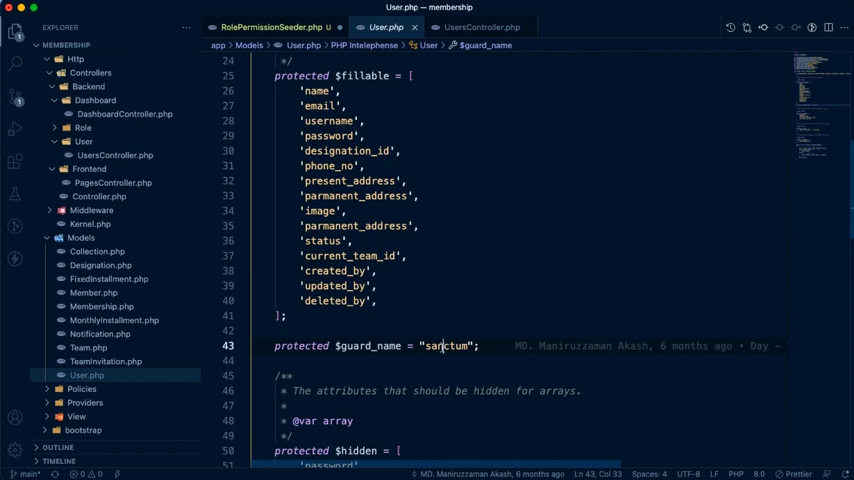 User.php — membership
EXPLORER
RolePermissionSeeder.php U
User.php
UsersController.php
MEMBERSHIP
app > Models > User.php > PHP Intelephense > User > $guard_name
Http
Controllers
Backend
Dashboard
DashboardController.php
Role
User
UsersController.php
Frontend
PagesController.php
Controller.php
Middleware
Kernel.php
Models
Collection.php
Designation.php
FixedInstallment.php
Member.php
Membership.php
MonthlyInstallment.php
Notification.php
Team.php
TeamInvitation.php
User.php
Policies
Providers
View
bootstrap
OUTLINE
TIMELINE
24 */
25 protected $fillable = [
26 'name',
27 'email',
28 'username',
29 'password',
30 'designation_id',
31 'phone_no',
32 'present_address',
33 'parmanent_address',
34 'image',
35 'parmanent_address',
36 'status',
37 'current_team_id',
38 'created_by',
39 'updated_by',
40 'deleted_by',
41 ];
42
43 protected $guard_name = "sanctum"; MD. Maniruzzaman Akash, 6 months ago • Day –
44
45 /**
46 * The attributes that should be hidden for arrays.
47 *
48 * @var array
49 */
50 protected $hidden = [
51 'password'
main* 0 0 MD. Maniruzzaman Akash, 6 months ago Ln 43, Col 33 Spaces: 4 UTF-8 LF PHP 8.0 Prettier